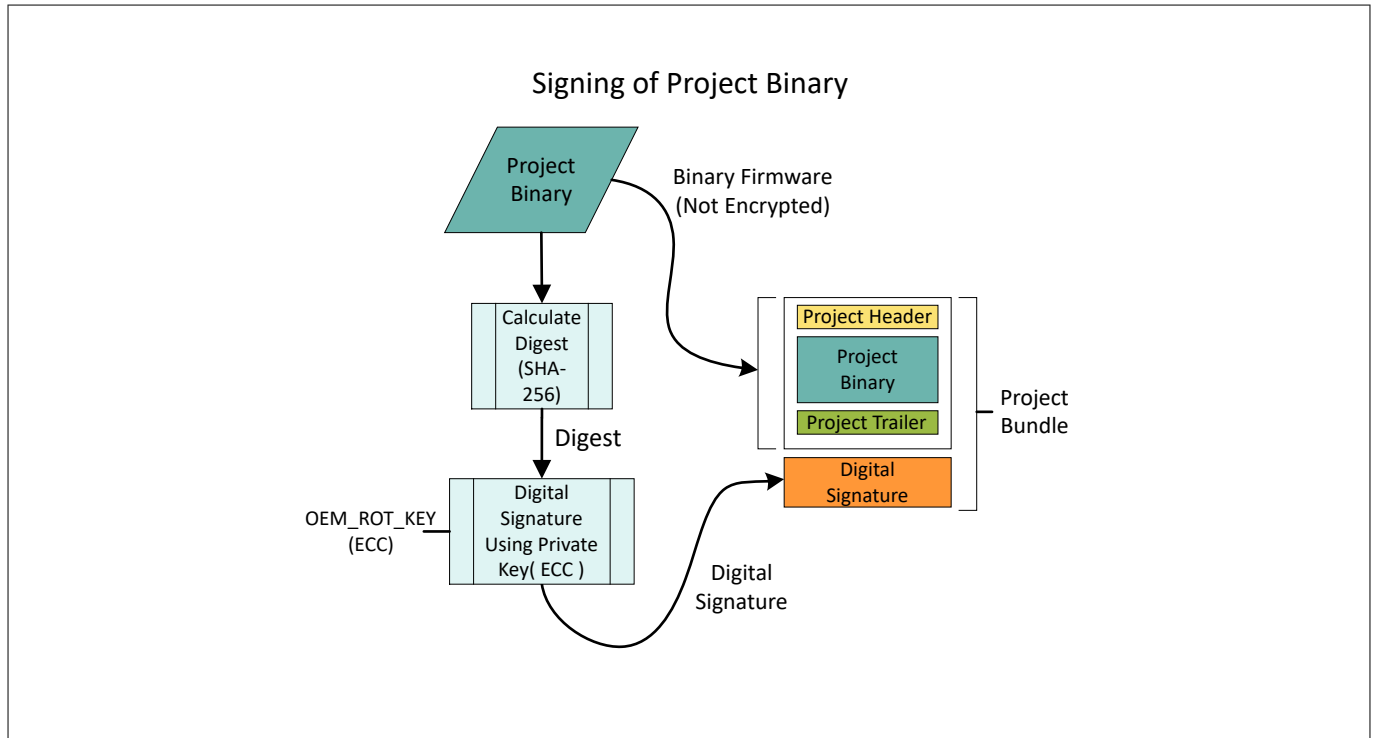 Signing of Project Binary
Project
Binary
Binary Firmware
(Not Encrypted)
Calculate
Digest
(SHA-
256)
Project Header
Project
Binary
Project Trailer
Project
Bundle
Digest
Digital
Signature
Digital
Signature
Using Private
Key( ECC )
OEM_ROT_KEY
(ECC)
Digital
Signature